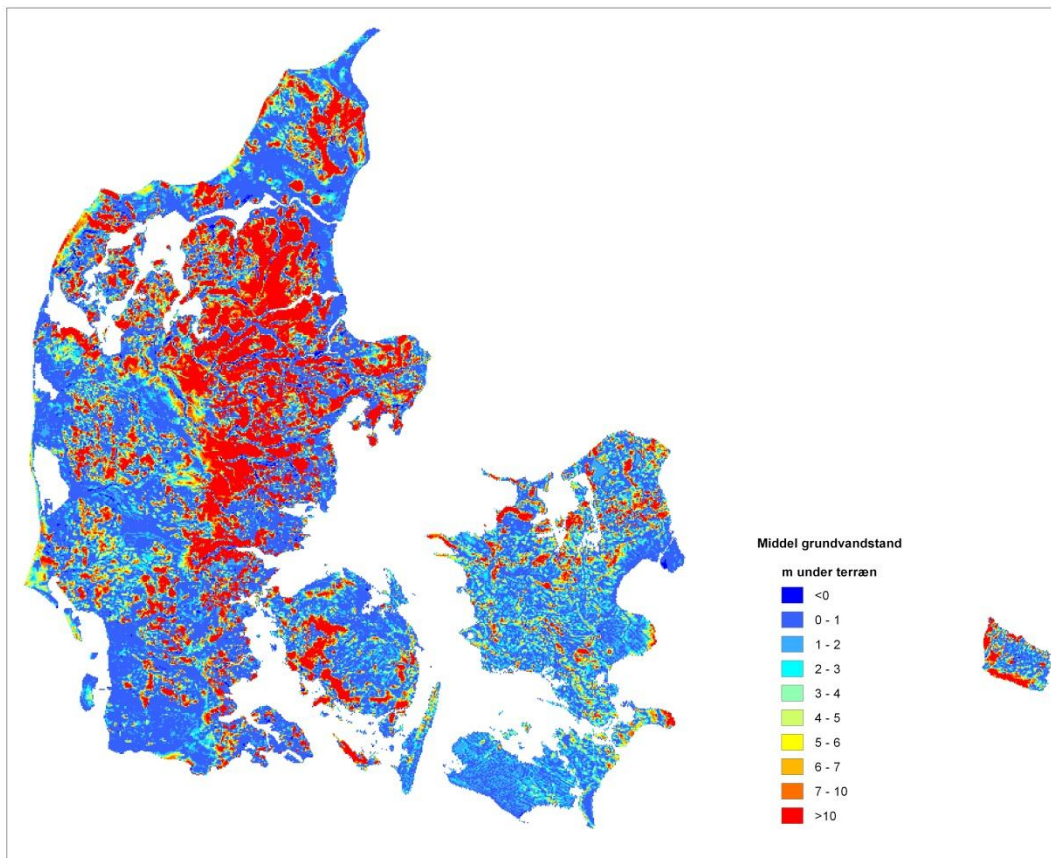 Middel grundvandstand
m under terræn
<0
0 - 1
1 - 2
2 - 3
3 - 4
4 - 5
5 - 6
6 - 7
7 - 10
>10